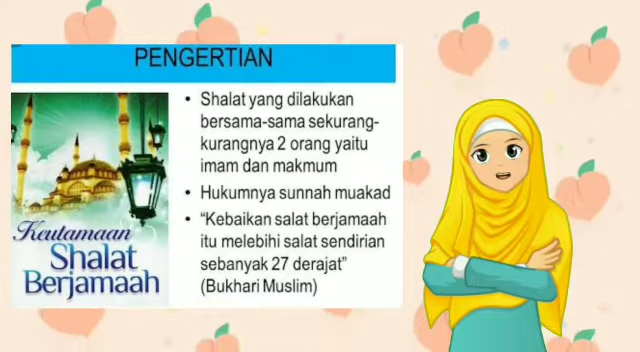 PENGERTIAN
• Shalat yang dilakukan
bersama-sama sekurang-
kurangnya 2 orang yaitu
imam dan makmum
• Hukumnya sunnah muakad
• “Kebaikan salat berjamaah
itu melebihi salat sendirian
sebanyak 27 derajat”
(Bukhari Muslim)
Keutamaan
Shalat
Berjamaah